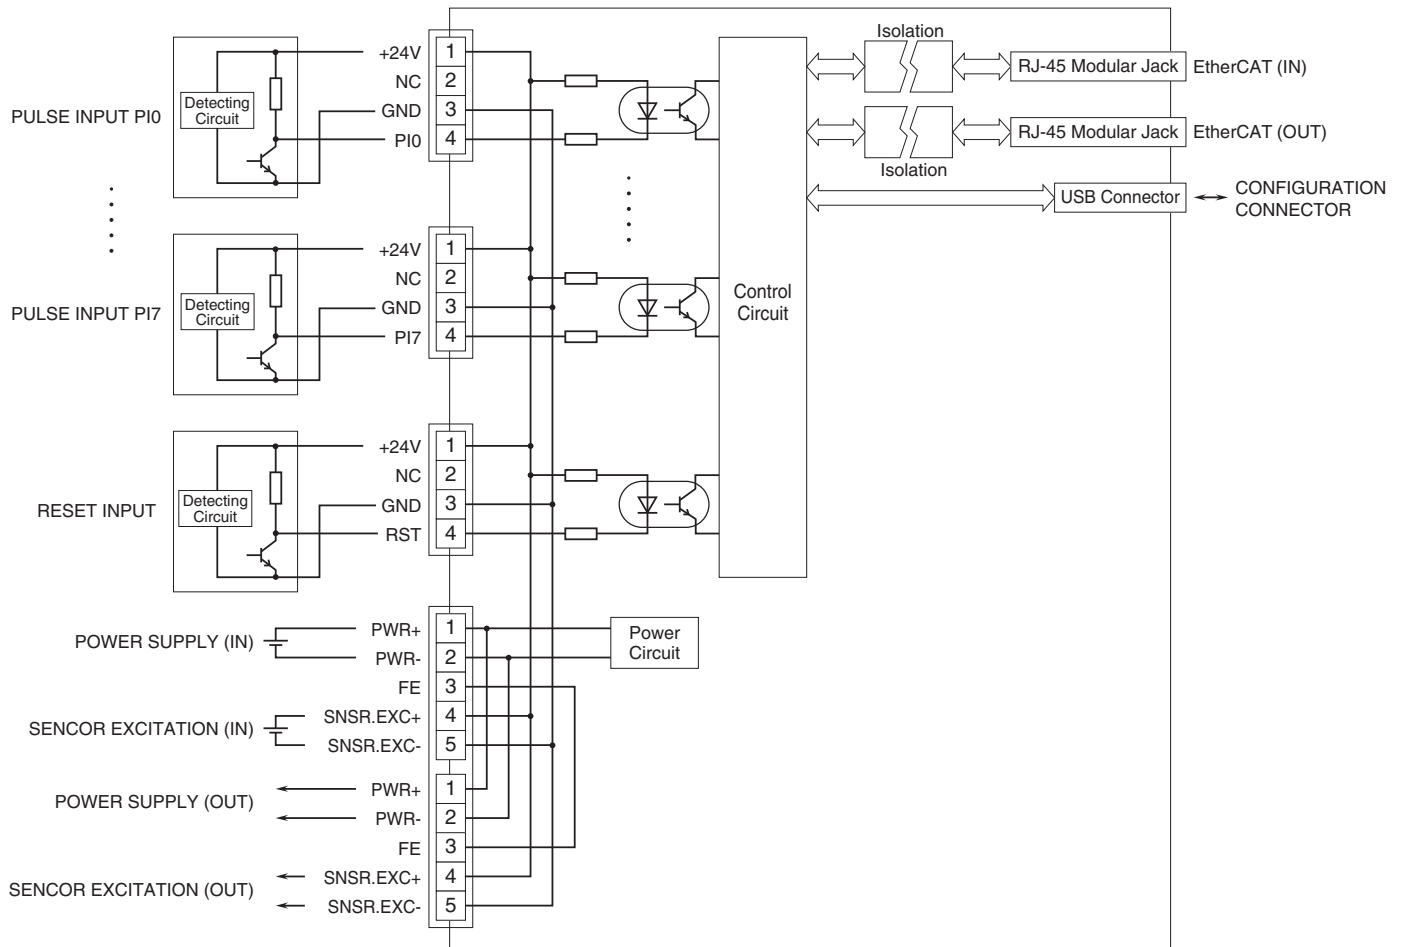 PULSE INPUT PI0
Detecting
Circuit
+24V
NC
GND
PI0
1
2
3
4
PULSE INPUT PI7
Detecting
Circuit
+24V
NC
GND
PI7
1
2
3
4
RESET INPUT
Detecting
Circuit
+24V
NC
GND
RST
1
2
3
4
Control
Circuit
Isolation
RJ-45 Modular Jack
EtherCAT (IN)
RJ-45 Modular Jack
EtherCAT (OUT)
Isolation
USB Connector
CONFIGURATION
CONNECTOR
POWER SUPPLY (IN)
PWR+
PWR-
FE
1
2
3
Power
Circuit
SENCOR EXCITATION (IN)
SNSR.EXC+
SNSR.EXC-
4
5
POWER SUPPLY (OUT)
PWR+
PWR-
FE
1
2
3
SENCOR EXCITATION (OUT)
SNSR.EXC+
SNSR.EXC-
4
5